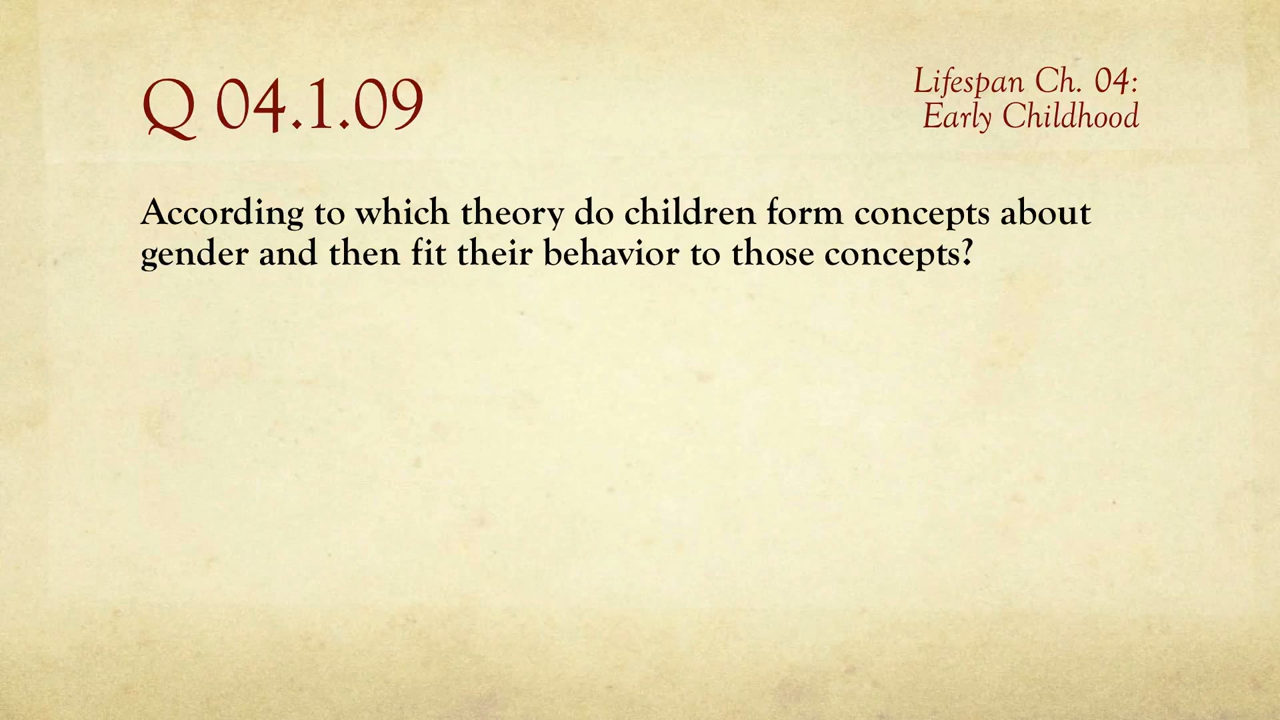 Q 04.1.09
Lifespan Ch. 04:
Early Childhood
According to which theory do children form concepts about
gender and then fit their behavior to those concepts?